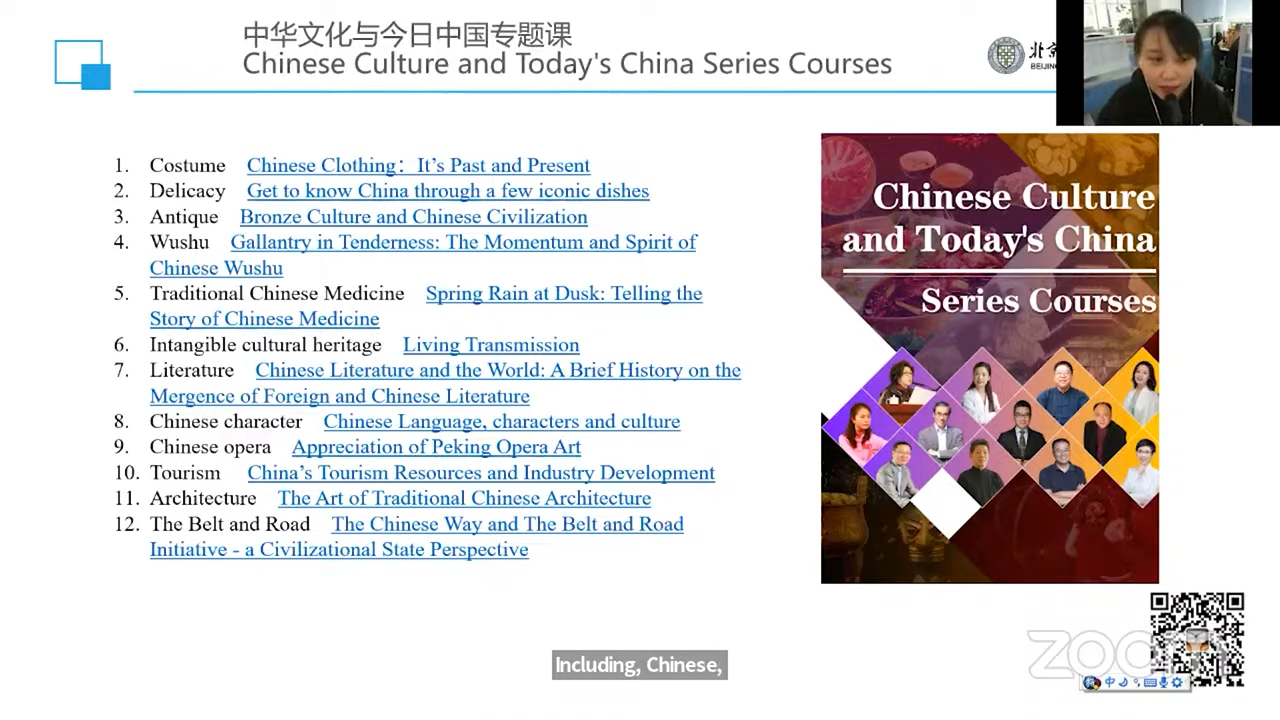 中华文化与今日中国专题课
Chinese Culture and Today's China Series Courses
北京
BEIJING
1. Costume Chinese Clothing：It’s Past and Present
2. Delicacy Get to know China through a few iconic dishes
3. Antique Bronze Culture and Chinese Civilization
4. Wushu Gallantry in Tenderness: The Momentum and Spirit of
Chinese Wushu
5. Traditional Chinese Medicine Spring Rain at Dusk: Telling the
Story of Chinese Medicine
6. Intangible cultural heritage Living Transmission
7. Literature Chinese Literature and the World: A Brief History on the
Mergence of Foreign and Chinese Literature
8. Chinese character Chinese Language, characters and culture
9. Chinese opera Appreciation of Peking Opera Art
10. Tourism China’s Tourism Resources and Industry Development
11. Architecture The Art of Traditional Chinese Architecture
12. The Belt and Road The Chinese Way and The Belt and Road
Initiative - a Civilizational State Perspective
Chinese Culture
and Today's China
Series Courses
zoom
中
Including, Chinese,